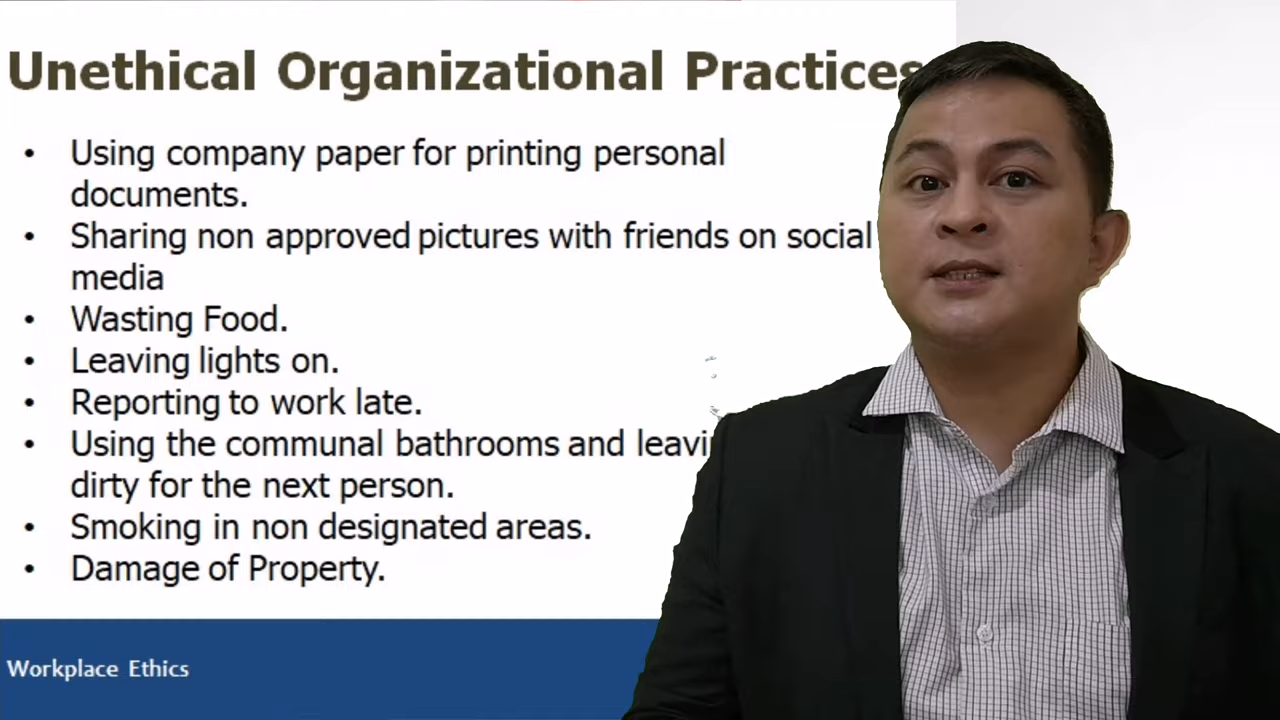 Unethical Organizational Practices
• Using company paper for printing personal
documents.
• Sharing non approved pictures with friends on social
media
• Wasting Food.
• Leaving lights on.
• Reporting to work late.
• Using the communal bathrooms and
dirty for the next person.
• Smoking in non designated areas.
• Damage of Property.
Workplace Ethics